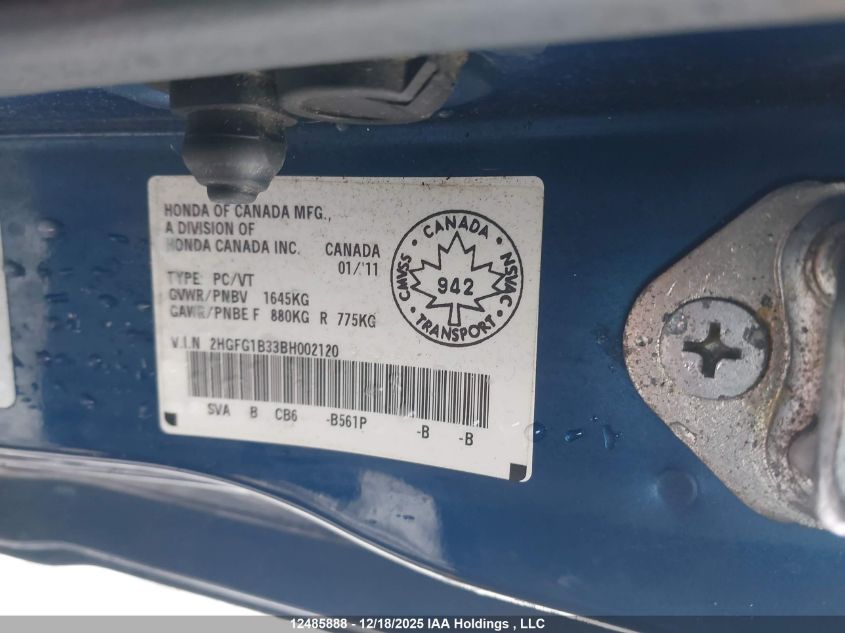 HONDA OF CANADA MFG.,
A DIVISION OF
HONDA CANADA INC. CANADA
01/'11
TYPE PC/VT
GVWR/PNBV 1645KG
GAWR/PNBE F 880KG R 775KG
V.I.N 2HGFG1B33BH002120
SVA B CB6 -B561P -B -B
• CANADA •
CMVSS NSVAC
942
• TRANSPORT •
12485888 - 12/18/2025 IAA Holdings , LLC